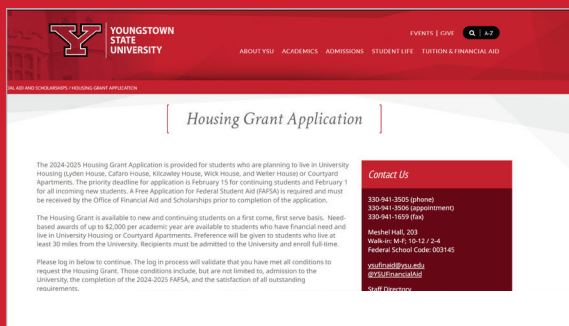 YOUNGSTOWN
STATE
UNIVERSITY
EVENTS | GIVE
A-Z
ABOUT YSU ACADEMICS ADMISSIONS STUDENT LIFE TUITION & FINANCIAL AID
IAL AID AND SCHOLARSHIPS / HOUSING GRANT APPLICATION
Housing Grant Application
The 2024-2025 Housing Grant Application is provided for students who are planning to live in University
Housing (Lyden House, Cafaro House, Kilcawley House, Wick House, and Weller House) or Courtyard
Apartments. The priority deadline for application is February 15 for continuing students and February 1
for all incoming new students. A Free Application for Federal Student Aid (FAFSA) is required and must
be received by the Office of Financial Aid and Scholarships prior to completion of the application.
The Housing Grant is available to new and continuing students on a first come, first serve basis. Need-
based awards of up to $2,000 per academic year are available to students who have financial need and
live in University Housing or Courtyard Apartments. Preference will be given to students who live at
least 30 miles from the University. Recipients must be admitted to the University and enroll full-time.
Please log in below to continue. The log in process will validate that you have met all conditions to
request the Housing Grant. Those conditions include, but are not limited to, admission to the
University, the completion of the 2024-2025 FAFSA, and the satisfaction of all outstanding
requirements.
Contact Us
330-941-3505 (phone)
330-941-3506 (appointment)
330-941-1659 (fax)
Meshel Hall, 203
Walk-in: M-F; 10-12 / 2-4
Federal School Code: 003145
ysufinaid@ysu.edu
@YSUFinancialAid
Staff Directory